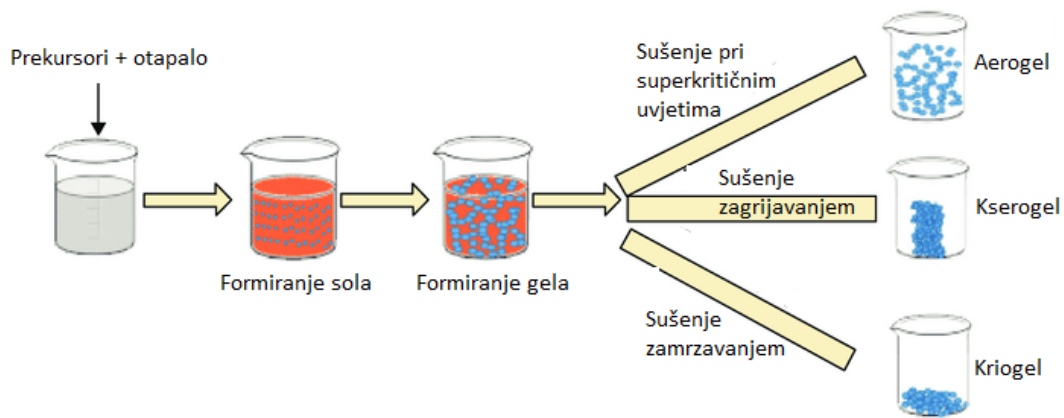 Prekursori + otapalo
Formiranje sola
Formiranje gela
Sušenje pri
superkritičnim
uvjetima
Sušenje
zagrijavanjem
Sušenje
zamrzavanjem
Aerogel
Kserogel
Kriogel